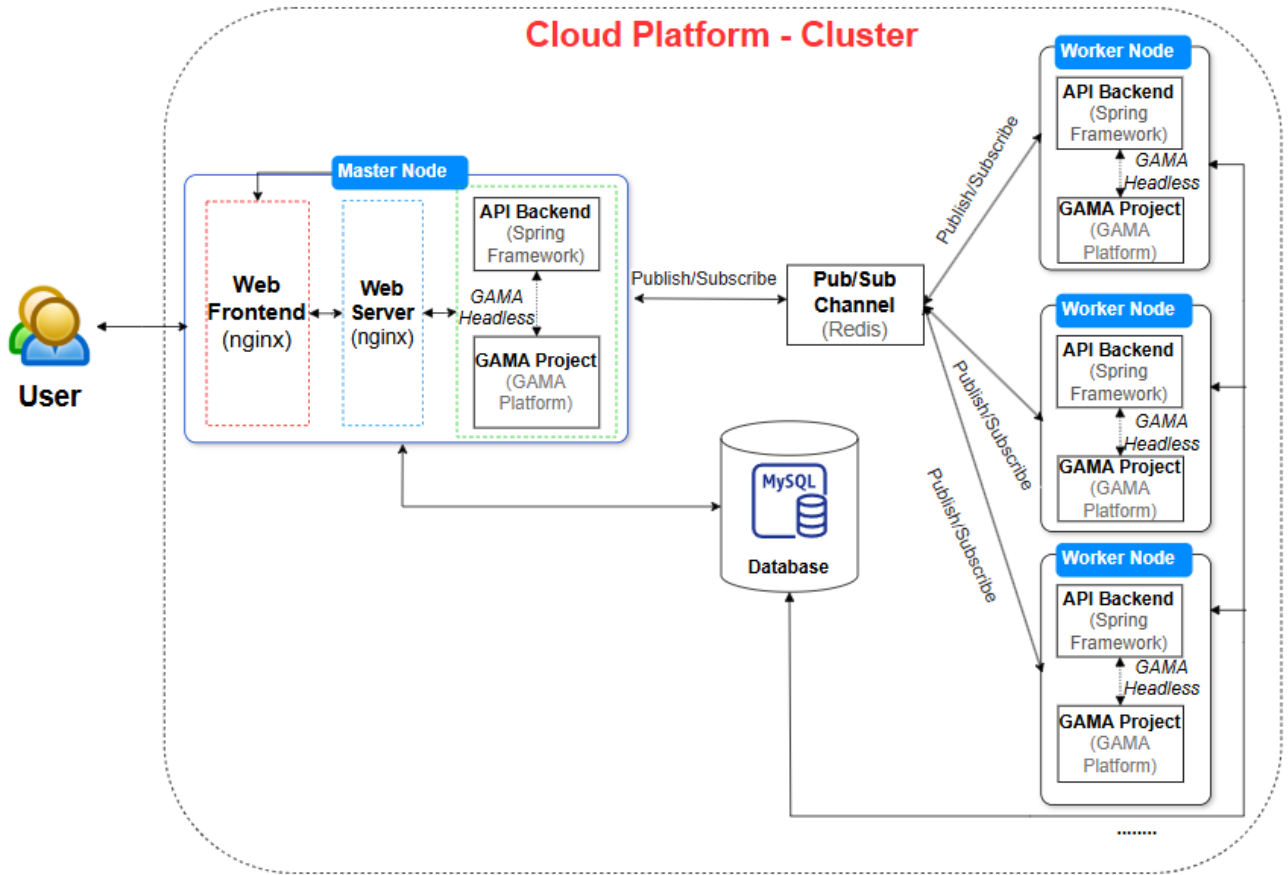 Cloud Platform - Cluster
User
Master Node
Web
Frontend
(nginx)
Web
Server
(nginx)
API Backend
(Spring
Framework)
GAMA
Headless
GAMA Project
(GAMA
Platform)
Publish/Subscribe
Pub/Sub
Channel
(Redis)
MySQL
Database
Publish/Subscribe
Publish/Subscribe
Publish/Subscribe
Worker Node
API Backend
(Spring
Framework)
GAMA
Headless
GAMA Project
(GAMA
Platform)
Worker Node
API Backend
(Spring
Framework)
GAMA
Headless
GAMA Project
(GAMA
Platform)
Worker Node
API Backend
(Spring
Framework)
GAMA
Headless
GAMA Project
(GAMA
Platform)
........